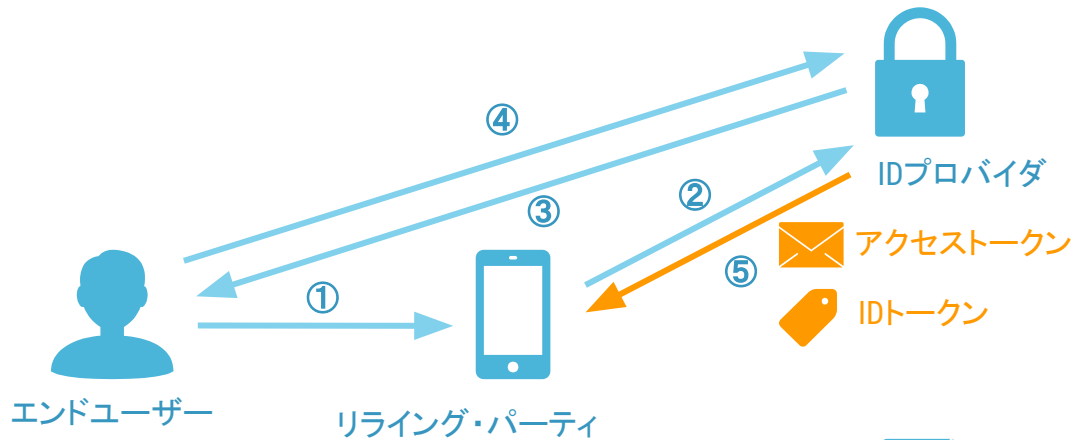 ④
IDプロバイダ
②
③
アクセストークン
⑤
①
IDトークン
エンドユーザー
リライング・パーティ